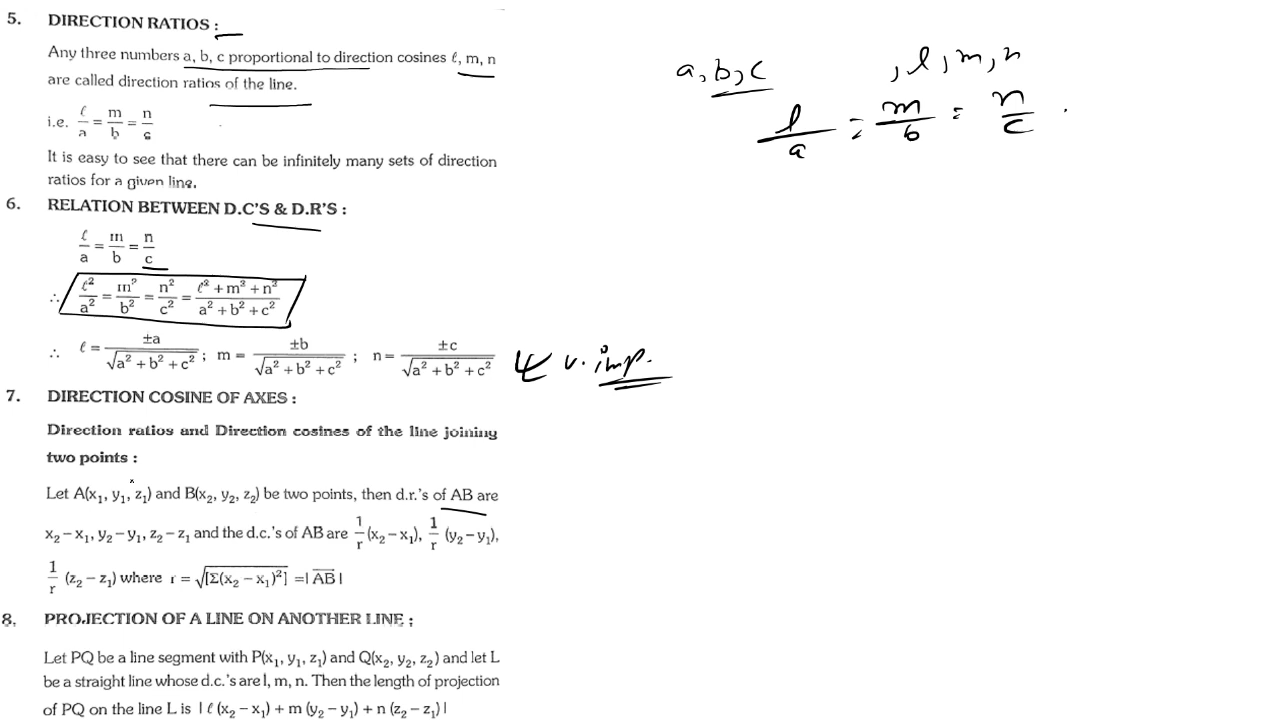 5. DIRECTION RATIOS :
Any three numbers a, b, c proportional to direction cosines ℓ, m, n
are called direction ratios of the line.
i.e. ℓ/a = m/b = n/c
It is easy to see that there can be infinitely many sets of direction
ratios for a given line.
6. RELATION BETWEEN D.C'S & D.R'S :
ℓ/a = m/b = n/c
∴ ℓ²/a² = m²/b² = n²/c² = (ℓ² + m² + n²)/(a² + b² + c²)
∴ ℓ = ±a/√(a² + b² + c²) ; m = ±b/√(a² + b² + c²) ; n = ±c/√(a² + b² + c²)
v. imp.
7. DIRECTION COSINE OF AXES :
Direction ratios and Direction cosines of the line joining
two points :
Let A(x₁, y₁, z₁) and B(x₂, y₂, z₂) be two points, then d.r.'s of AB are
x₂ – x₁, y₂ – y₁, z₂ – z₁ and the d.c.'s of AB are 1/r (x₂ – x₁), 1/r (y₂ – y₁),
1/r (z₂ – z₁) where r = √[Σ(x₂ – x₁)²] = |AB|
8. PROJECTION OF A LINE ON ANOTHER LINE :
Let PQ be a line segment with P(x₁, y₁, z₁) and Q(x₂, y₂, z₂) and let L
be a straight line whose d.c.'s are l, m, n. Then the length of projection
of PQ on the line L is | ℓ (x₂ – x₁) + m (y₂ – y₁) + n (z₂ – z₁) |
a, b, c , l, m, n
l/a = m/b = n/c